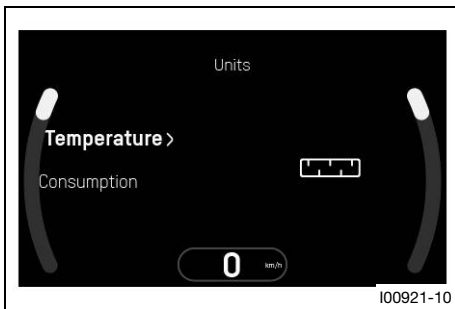 Units
Temperature >
Consumption
0 km/h
I00921-10